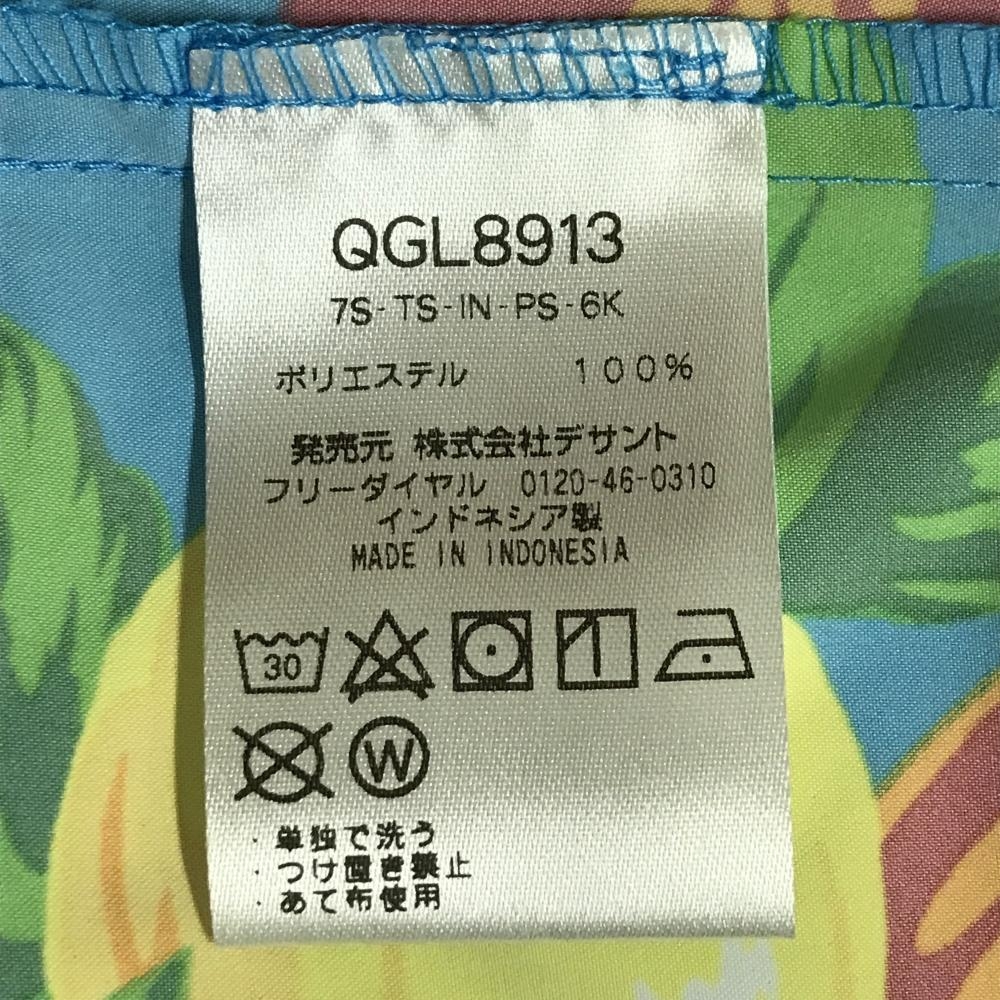 QGL8913
7S-TS-IN-PS-6K
ポリエステル 100%
発売元 株式会社デサント
フリーダイヤル 0120-46-0310
インドネシア製
MADE IN INDONESIA
30
W
・単独で洗う
・つけ置き禁止
・あて布使用